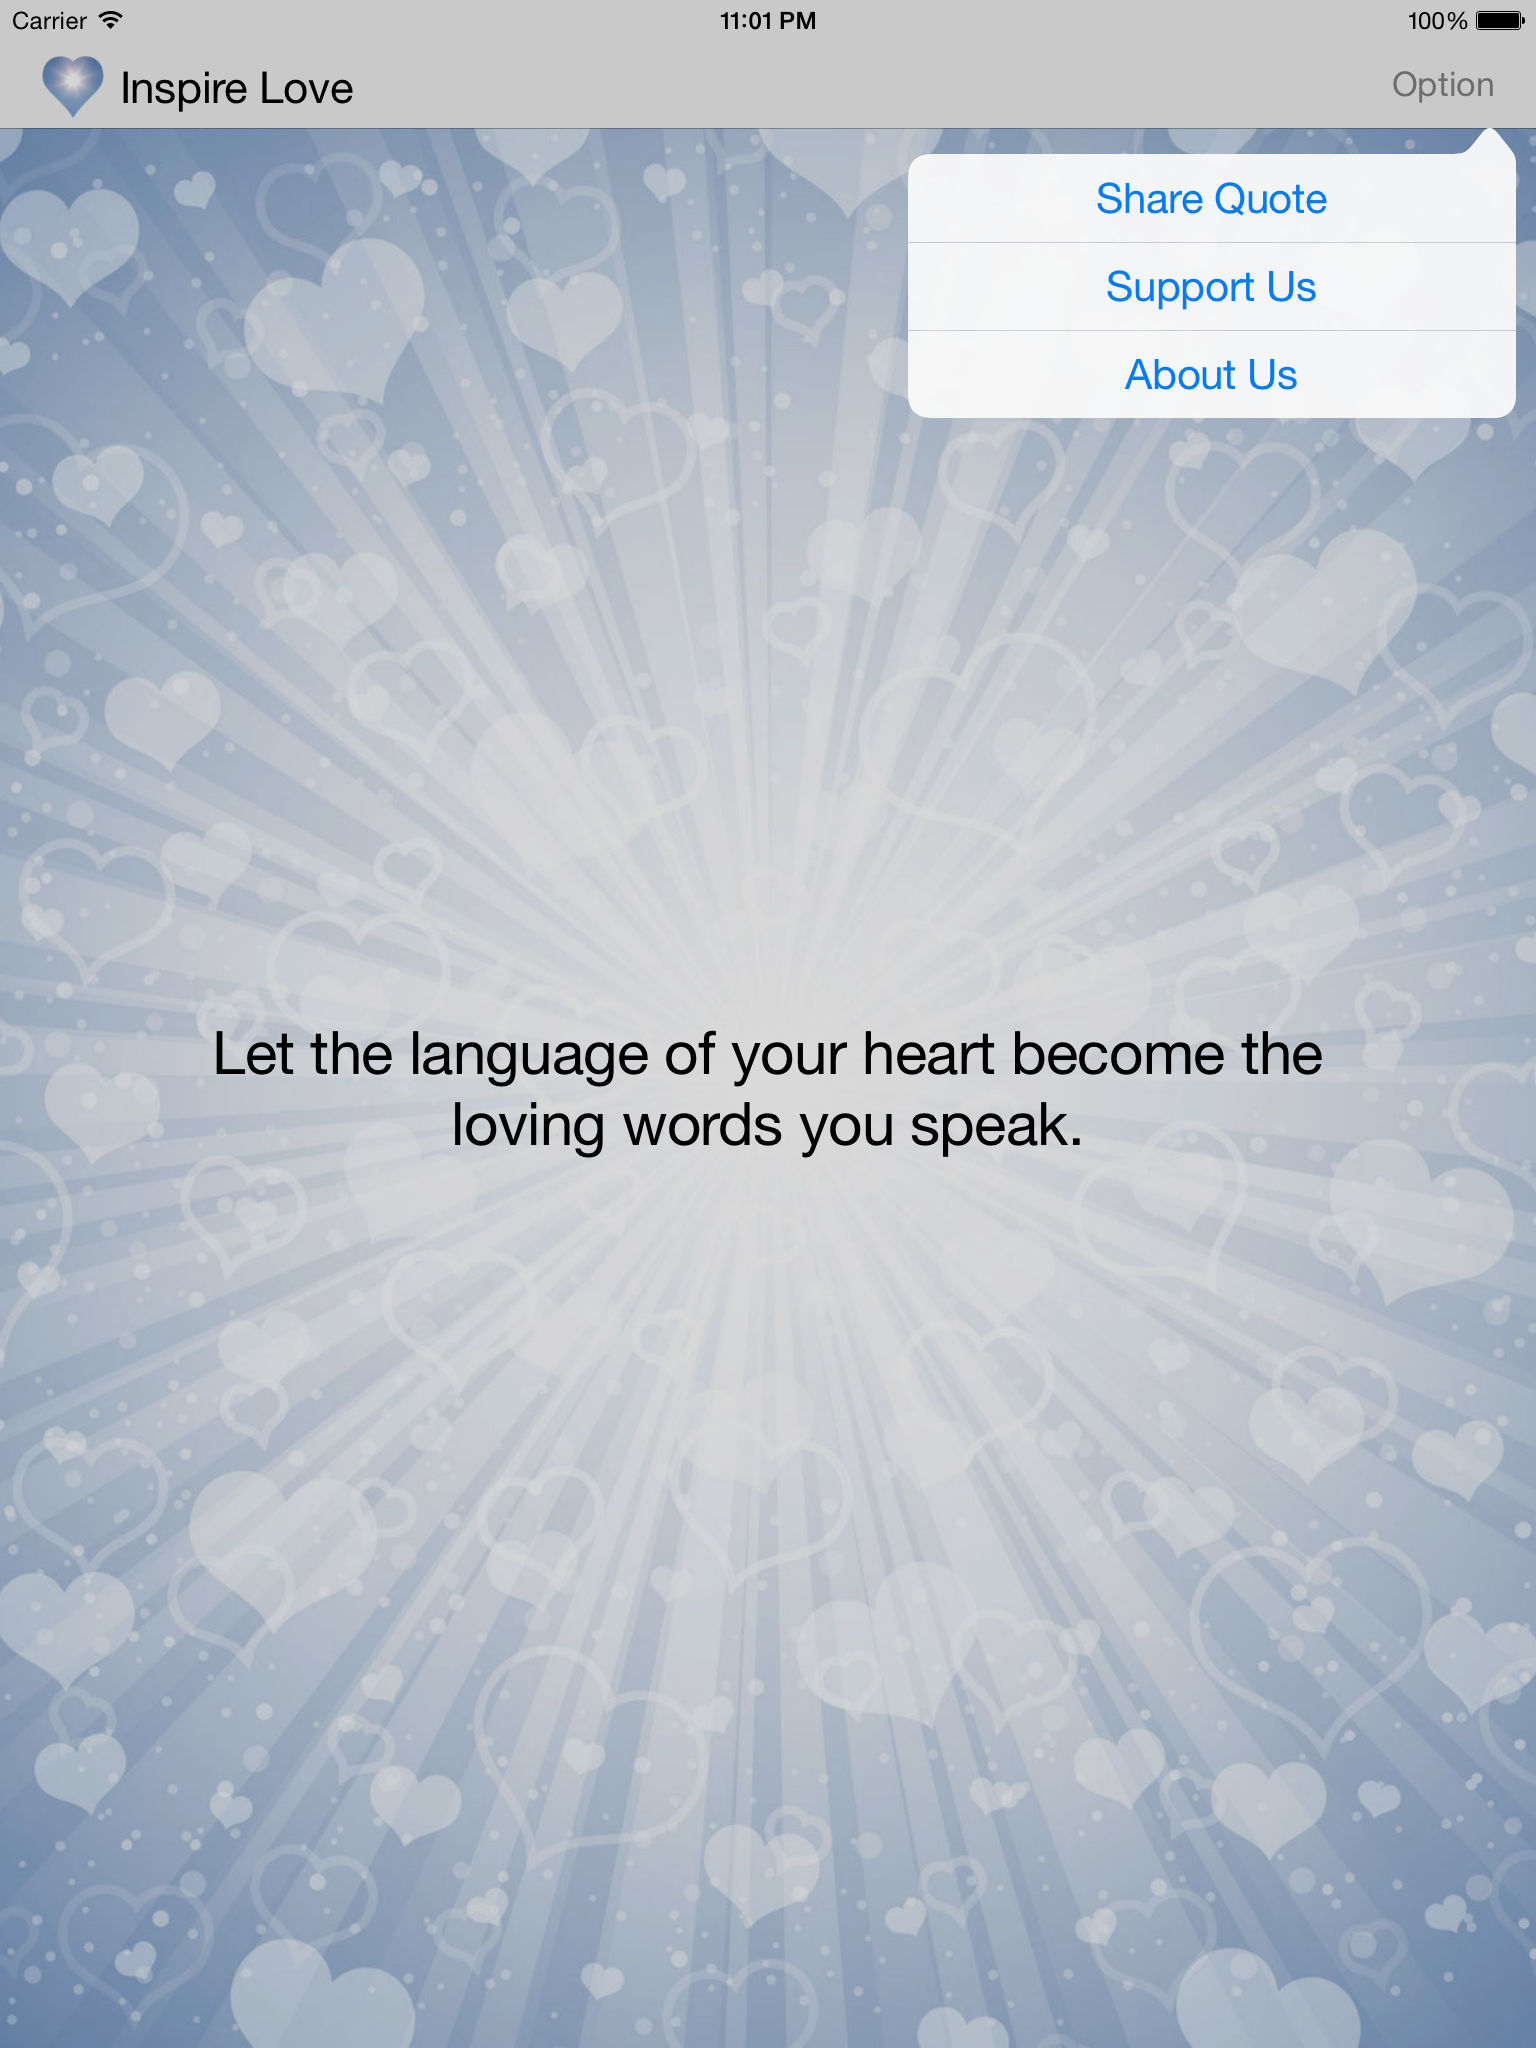 Carrier 11:01 PM 100%
Inspire Love Option
Share Quote
Support Us
About Us
Let the language of your heart become the
loving words you speak.